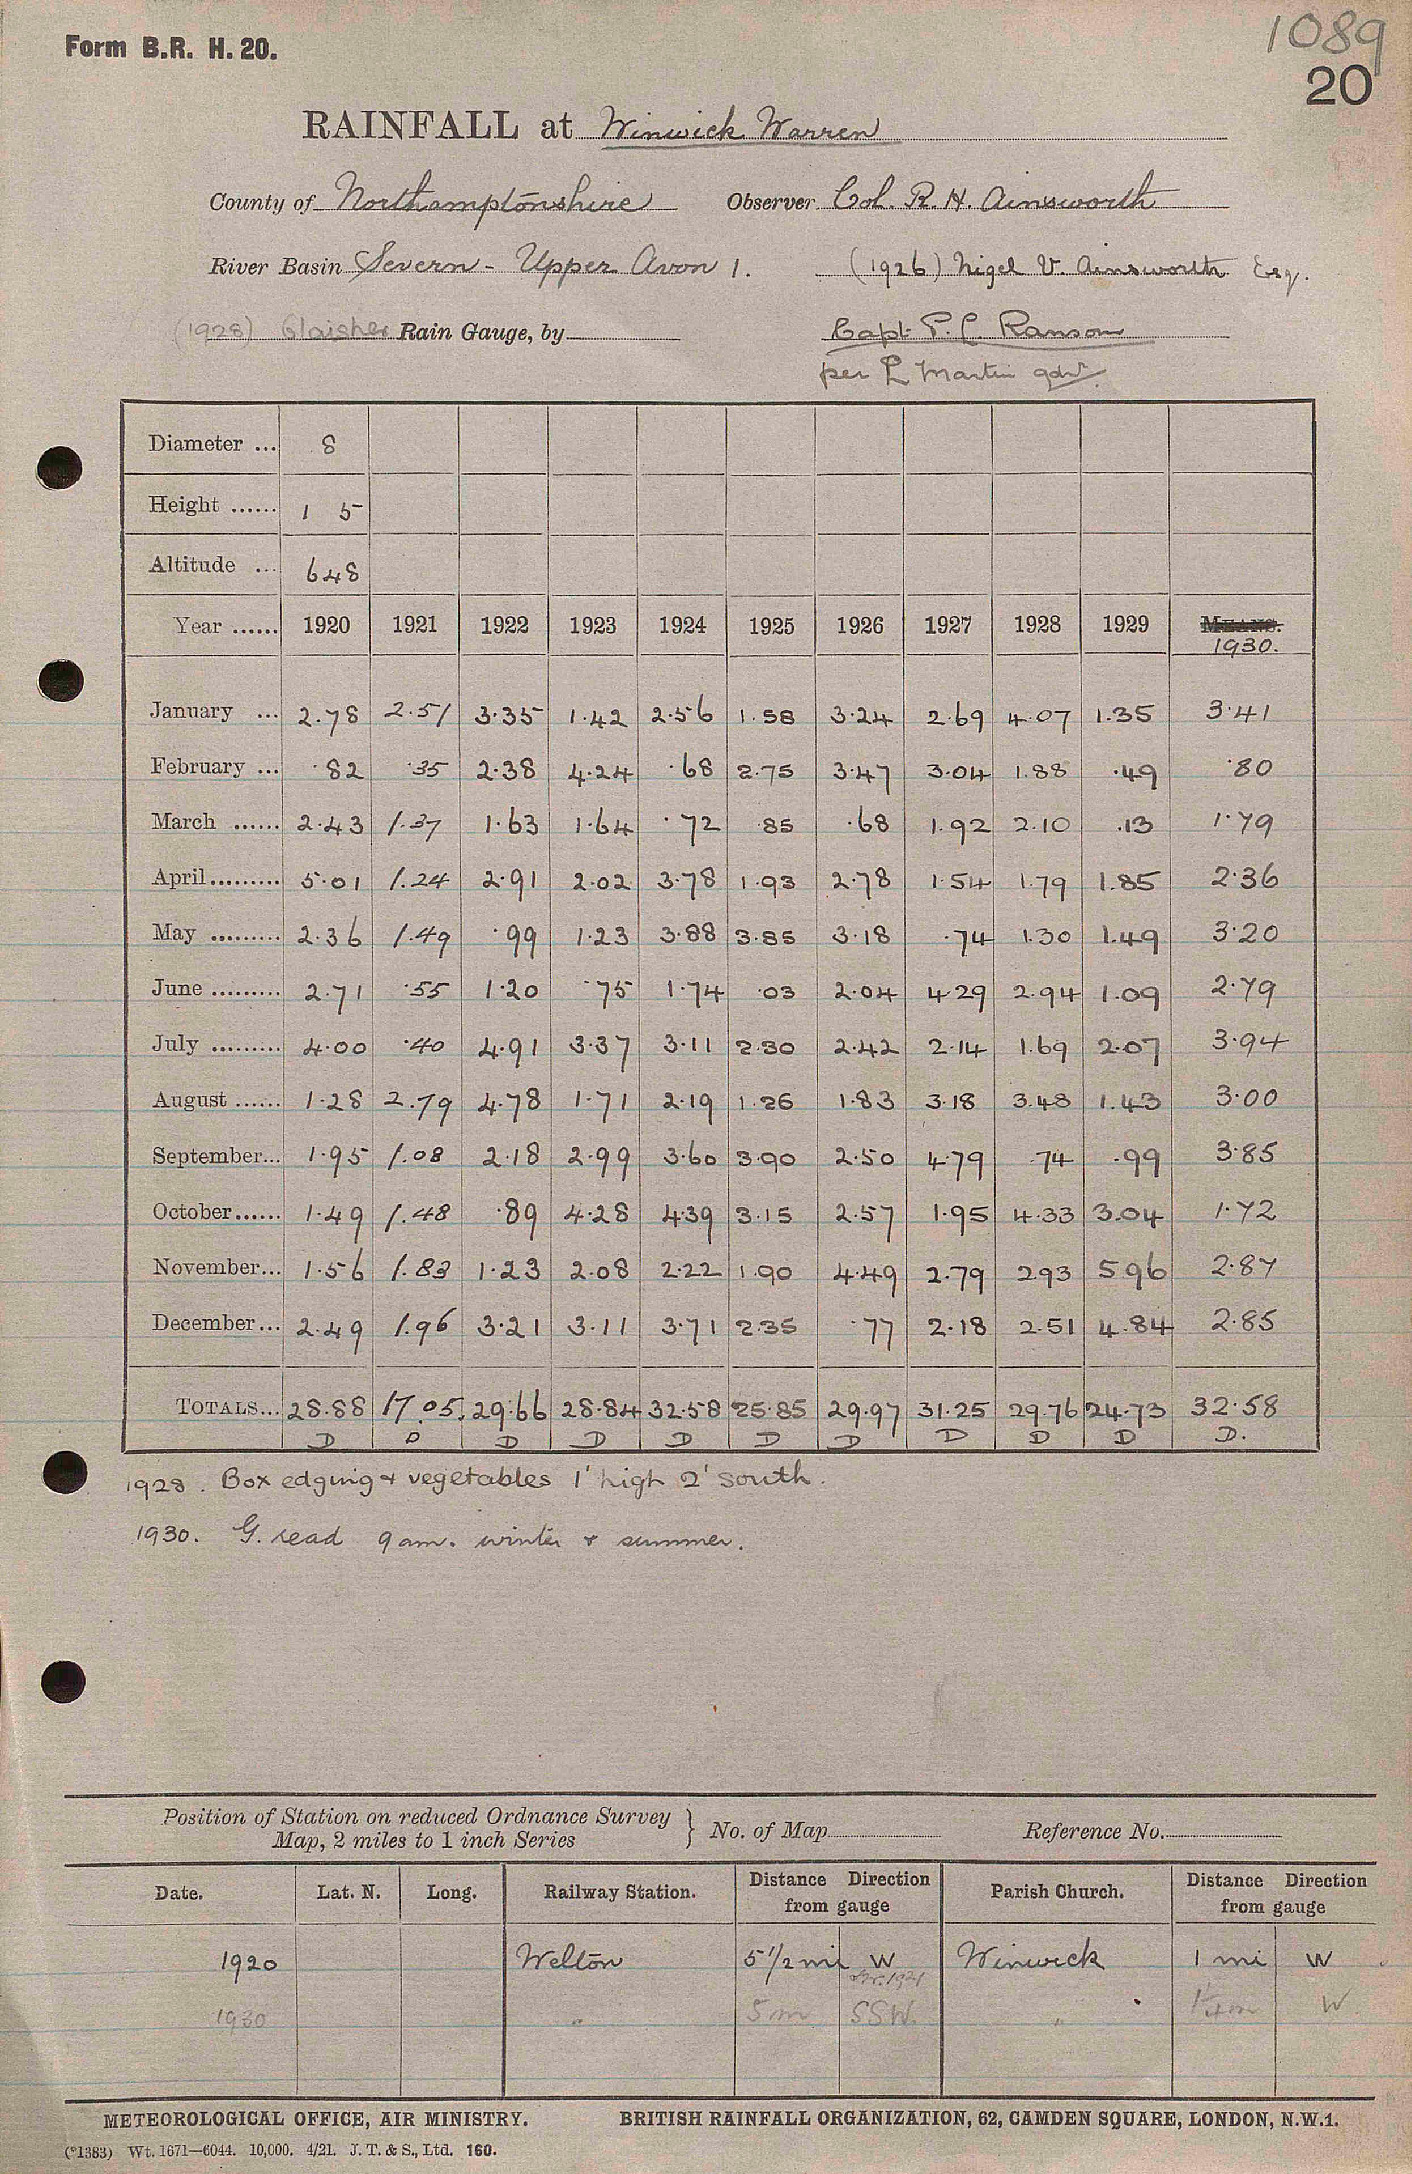 1089
Form B.R. H. 20.
20
RAINFALL at Winwick Warren
County of Northamptonshire Observer Col. R. H. Ainsworth
River Basin Severn - Upper Avon 1. (1926) Nigel V. Ainsworth Esq.
(1928) Glaisher Rain Gauge, by
Capt. P. L. Ransom
per P Martin gdnr.
Diameter ... 8
Height ...... 1 5
Altitude ... 648
Year ...... 1920 1921 1922 1923 1924 1925 1926 1927 1928 1929 MEANS. 1930.
January ... 2.78 2.51 3.35 1.42 2.56 1.58 3.24 2.69 4.07 1.35 3.41
February ... .82 .35 2.38 4.24 .68 2.75 3.47 3.04 1.88 .49 .80
March ...... 2.43 1.37 1.63 1.64 .72 .85 .68 1.92 2.10 .13 1.79
April......... 5.01 1.24 2.91 2.02 3.78 1.93 2.78 1.54 1.79 1.85 2.36
May ......... 2.36 1.49 .99 1.23 3.88 3.85 3.18 .74 1.30 1.49 3.20
June ......... 2.71 .55 1.20 .75 1.74 .03 2.04 4.29 2.94 1.09 2.79
July ......... 4.00 .40 4.91 3.37 3.11 2.30 2.42 2.14 1.69 2.07 3.94
August ...... 1.28 2.79 4.78 1.71 2.19 1.26 1.83 3.18 3.48 1.43 3.00
September... 1.95 1.08 2.18 2.99 3.60 3.90 2.50 4.79 .74 .99 3.85
October...... 1.49 1.48 .89 4.28 4.39 3.15 2.57 1.95 4.33 3.04 1.72
November... 1.56 1.83 1.23 2.08 2.22 1.90 4.49 2.79 2.93 5.96 2.87
December... 2.49 1.96 3.21 3.11 3.71 2.35 .77 2.18 2.51 4.84 2.85
TOTALS... 28.88 17.05 29.66 28.84 32.58 25.85 29.97 31.25 29.76 24.73 32.58
D D D D D D D D D D D.
1928. Box edging & vegetables 1' high 2' south.
1930. G. read 9 am. winter & summer.
Position of Station on reduced Ordnance Survey
Map, 2 miles to 1 inch Series } No. of Map Reference No.
Date. Lat. N. Long. Railway Station. Distance Direction from gauge Parish Church. Distance Direction from gauge
1920 Welton 5 1/2 mi W Winwick 1 mi W
1930 " 5 m SSW. " 1 1/4 m W
METEOROLOGICAL OFFICE, AIR MINISTRY. BRITISH RAINFALL ORGANIZATION, 62, CAMDEN SQUARE, LONDON, N.W.1.
(*1383) Wt. 1671—6044. 10,000. 4/21. J. T. & S., Ltd. 160.